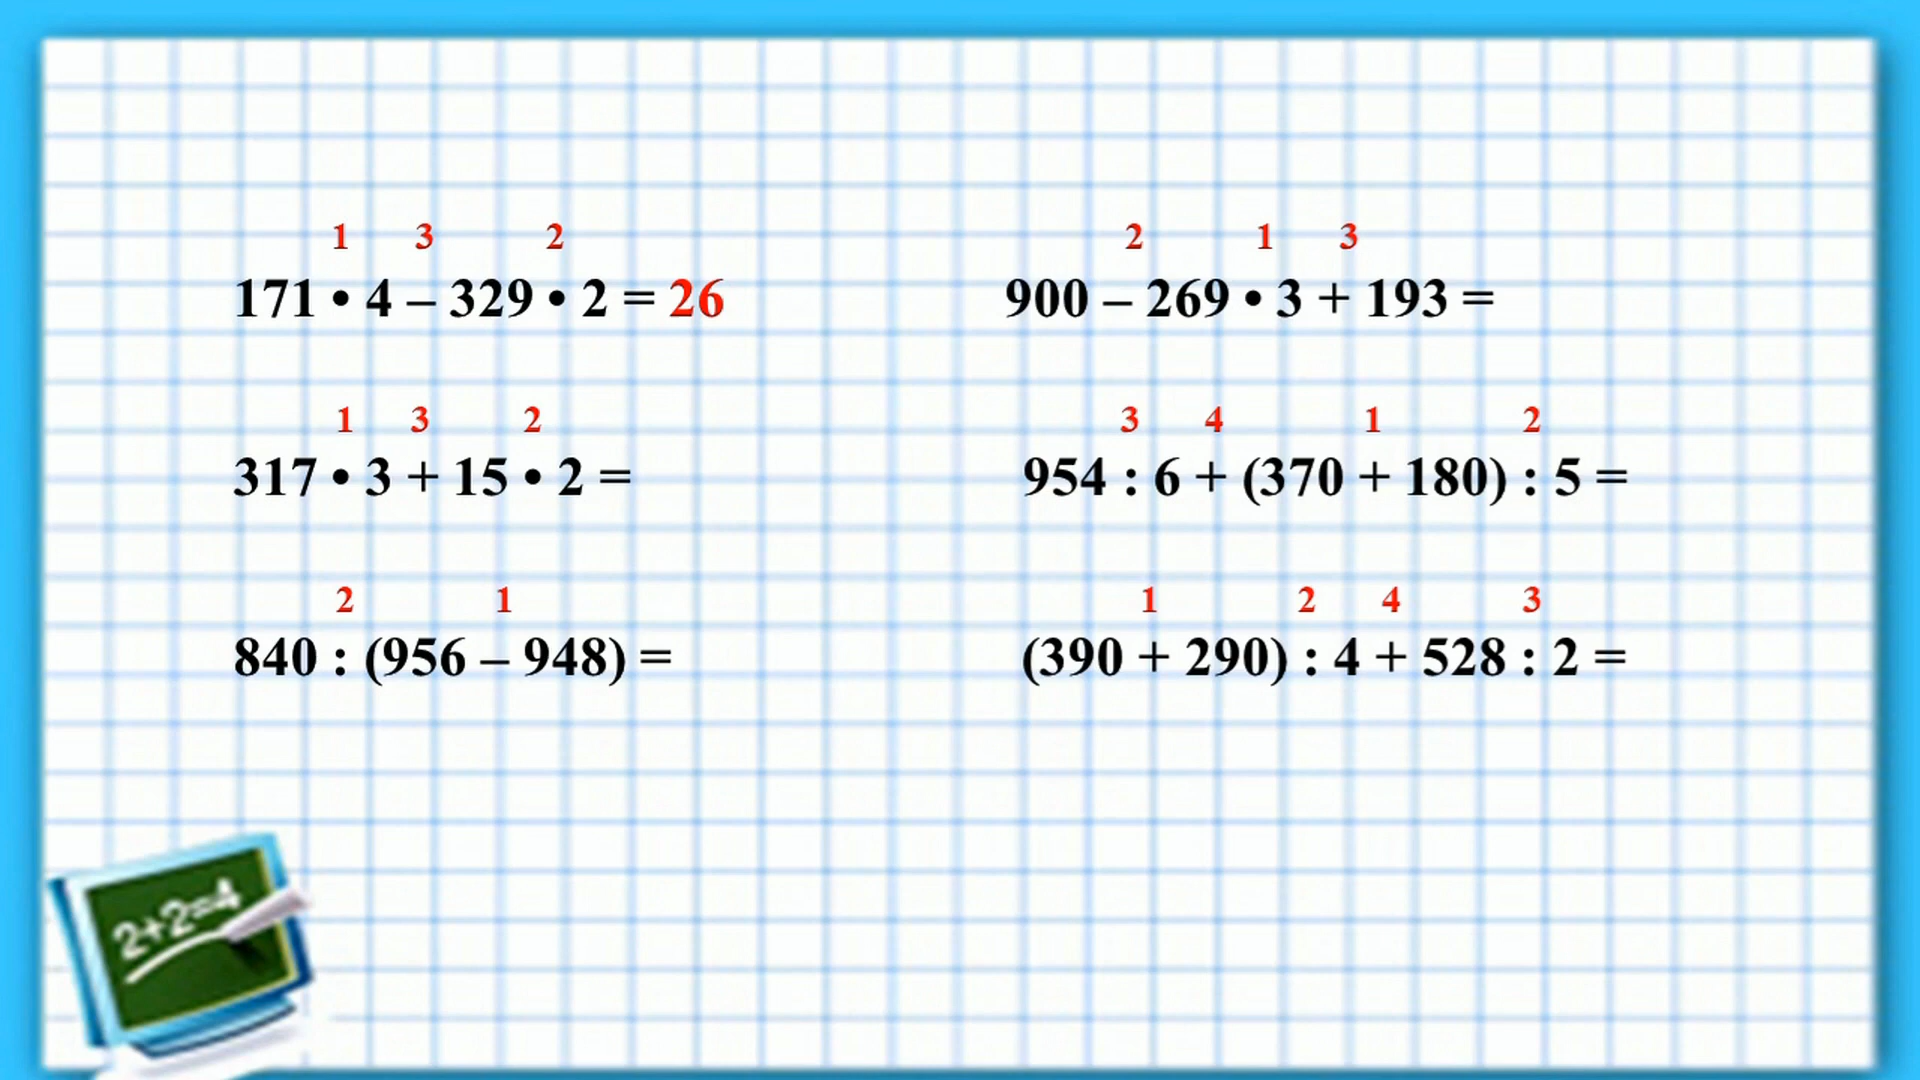 1 3 2
171 • 4 – 329 • 2 = 26
1 3 2
317 • 3 + 15 • 2 =
2 1
840 : (956 – 948) =
2 1 3
900 – 269 • 3 + 193 =
3 4 1 2
954 : 6 + (370 + 180) : 5 =
1 2 4 3
(390 + 290) : 4 + 528 : 2 =
2+2=4